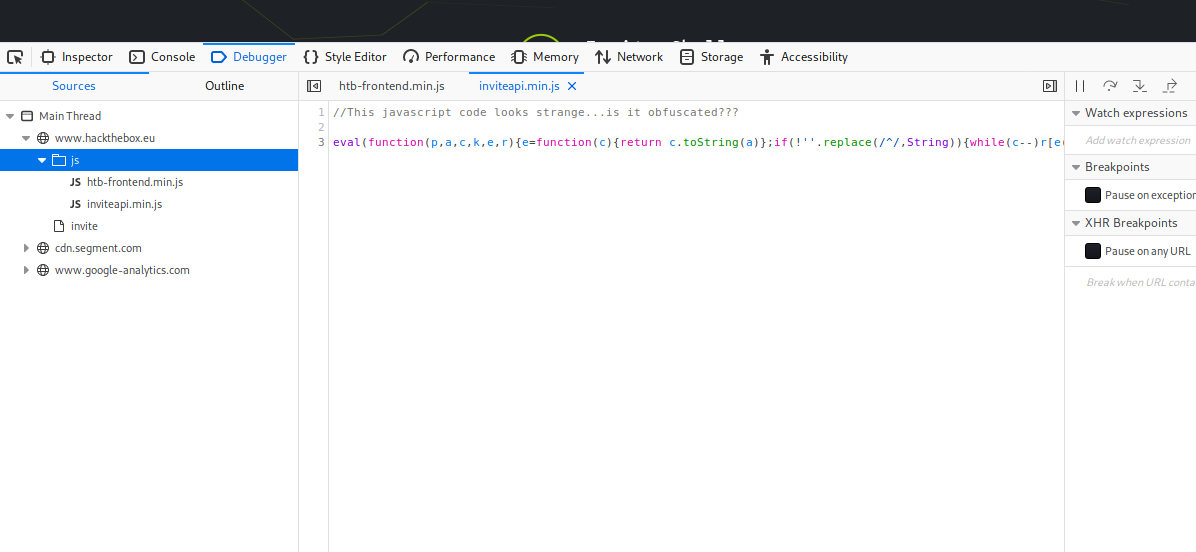 Inspector Console Debugger Style Editor Performance Memory Network Storage Accessibility
Sources Outline htb-frontend.min.js inviteapi.min.js
Main Thread
www.hackthebox.eu
js
JS htb-frontend.min.js
JS inviteapi.min.js
invite
cdn.segment.com
www.google-analytics.com
1 //This javascript code looks strange...is it obfuscated???
2
3 eval(function(p,a,c,k,e,r){e=function(c){return c.toString(a)};if(!''.replace(/^/,String)){while(c--)r[e(
Watch expressions
Add watch expression
Breakpoints
Pause on exception
XHR Breakpoints
Pause on any URL
Break when URL conta